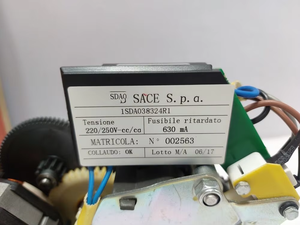 SDAO
SACE S.p.a.
1SDA038324R1
Tensione
Fusibile ritardato
220/250V-cc/ca
630 mA
MATRICOLA: N° 002563
COLLAUDO: OK
Lotto M/A 06/17